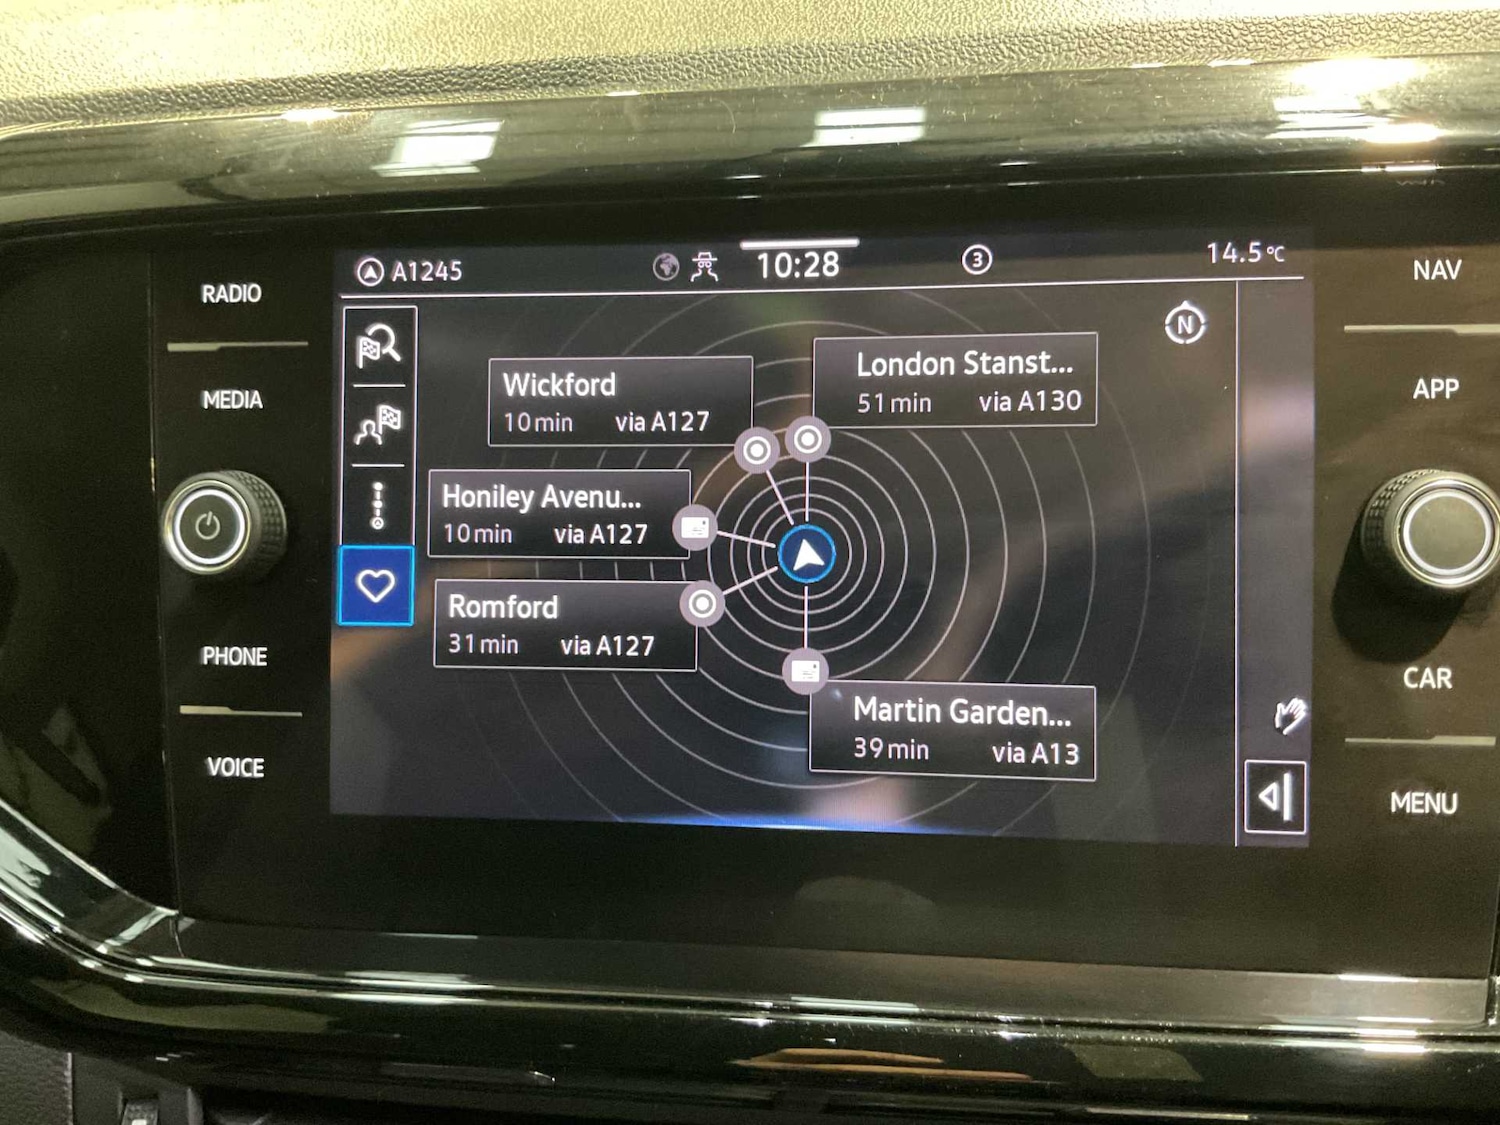 RADIO
MEDIA
PHONE
VOICE
A1245
10:28
3
14.5°C
N
Wickford
10 min via A127
London Stanst...
51 min via A130
Honiley Avenu...
10 min via A127
Romford
31 min via A127
Martin Garden...
39 min via A13
NAV
APP
CAR
MENU